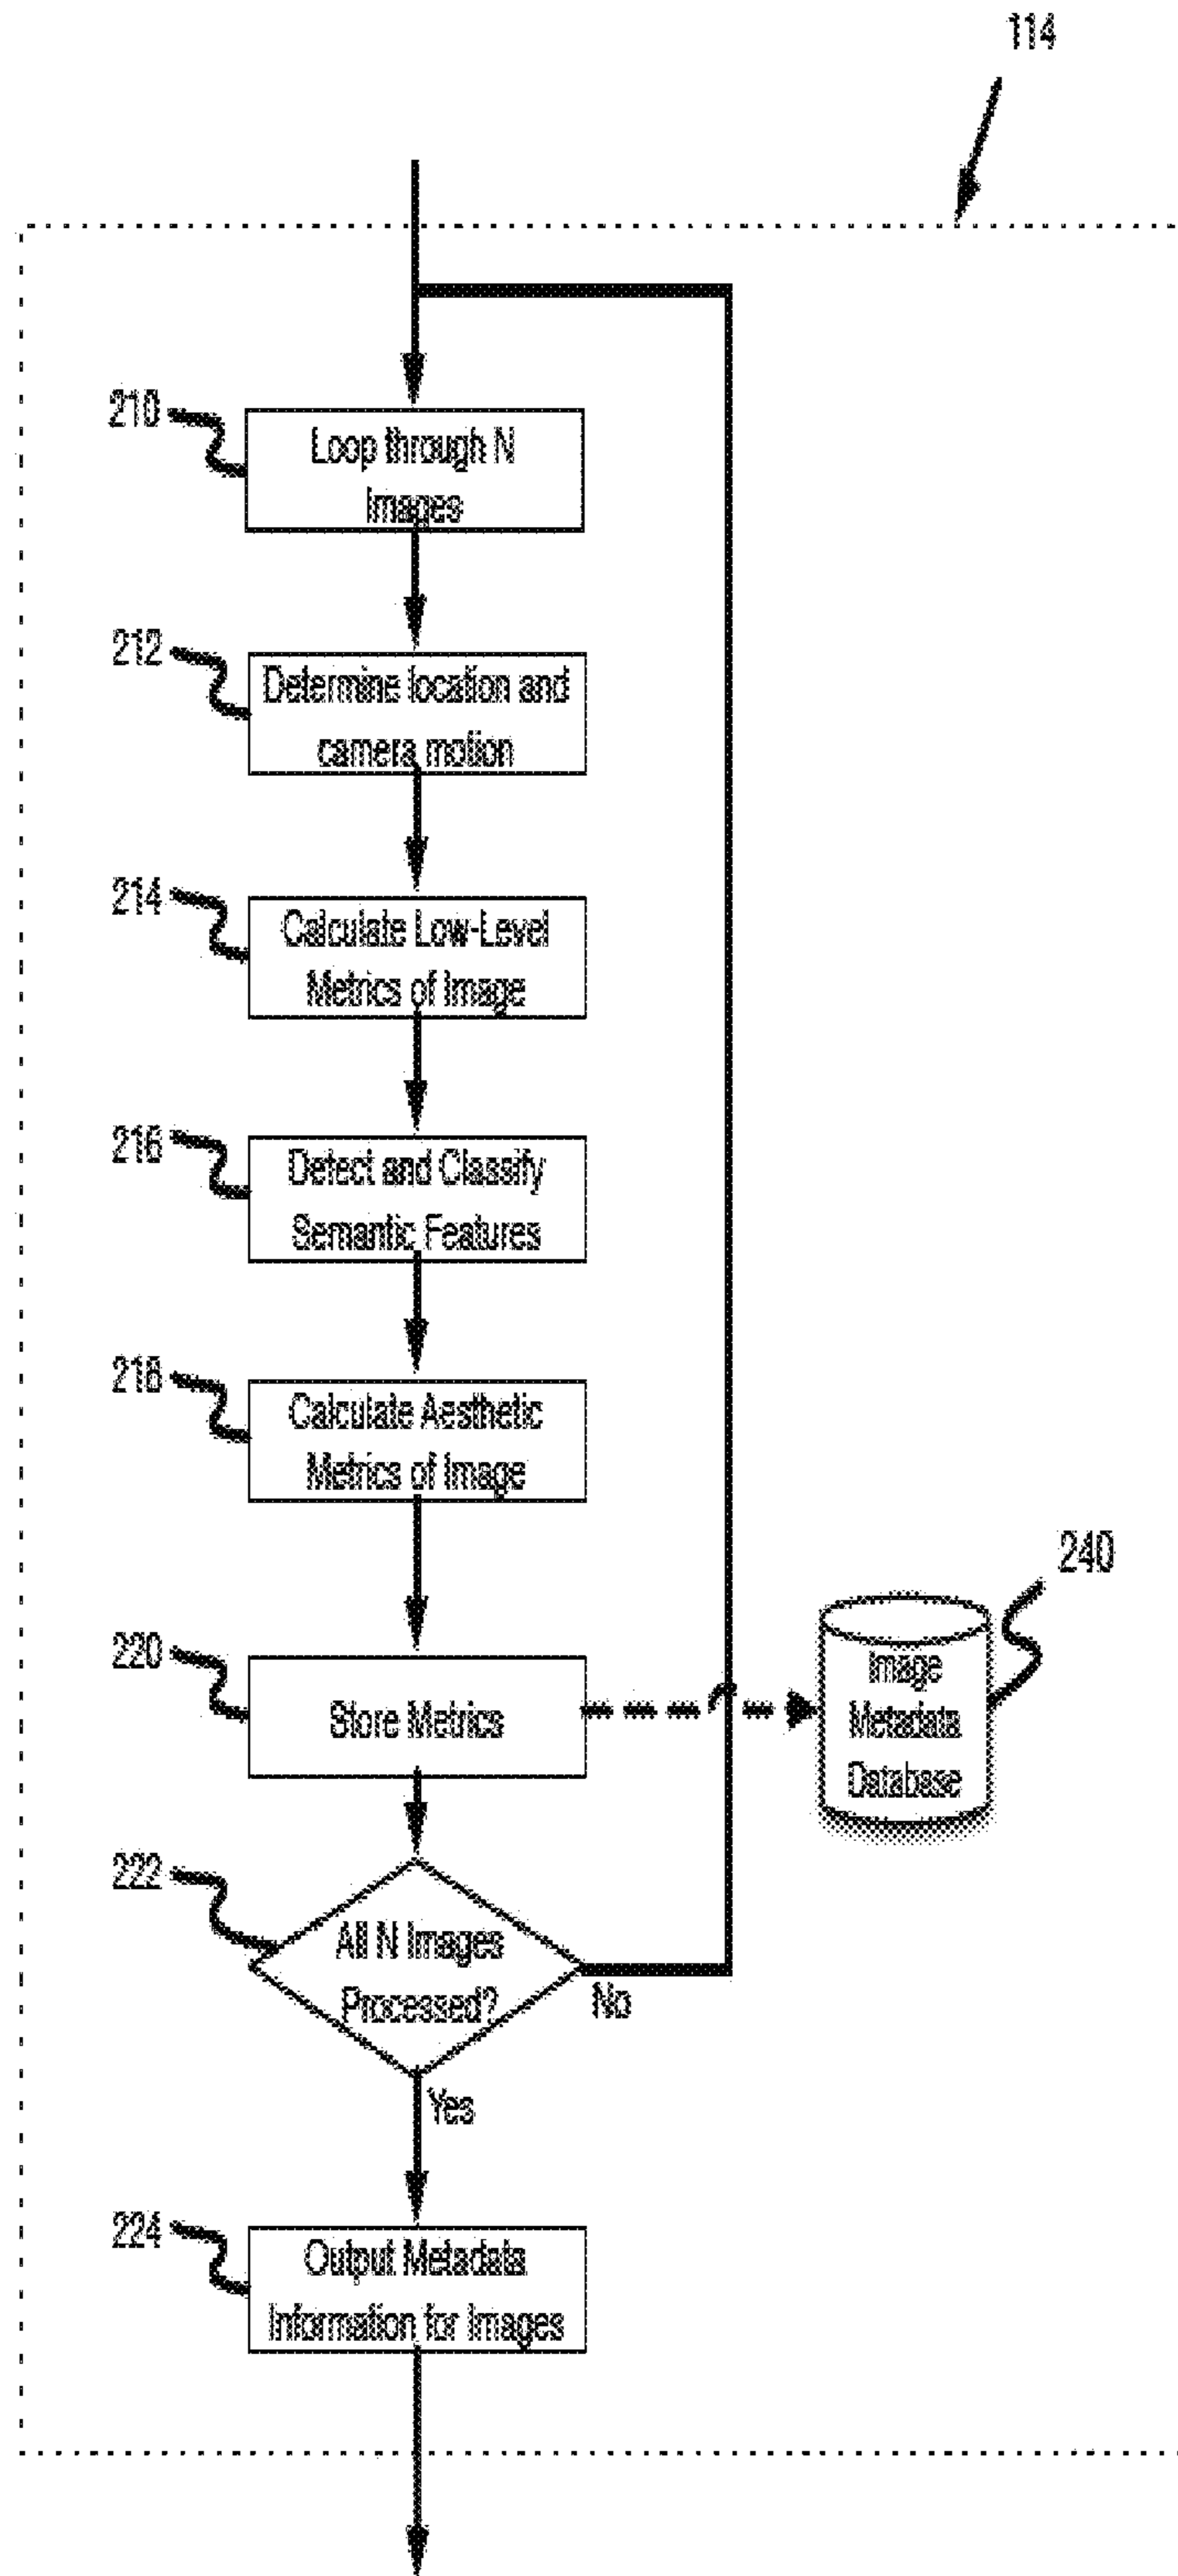 114
210
Loop through N
Images
212
Determine location and
camera motion
214
Calculate Low-Level
Metrics of Image
216
Detect and Classify
Semantic Features
218
Calculate Aesthetic
Metrics of Image
240
220
Store Metrics
Image
Metadata
Database
222
All N Images
Processed?
No
Yes
224
Output Metadata
Information for Images